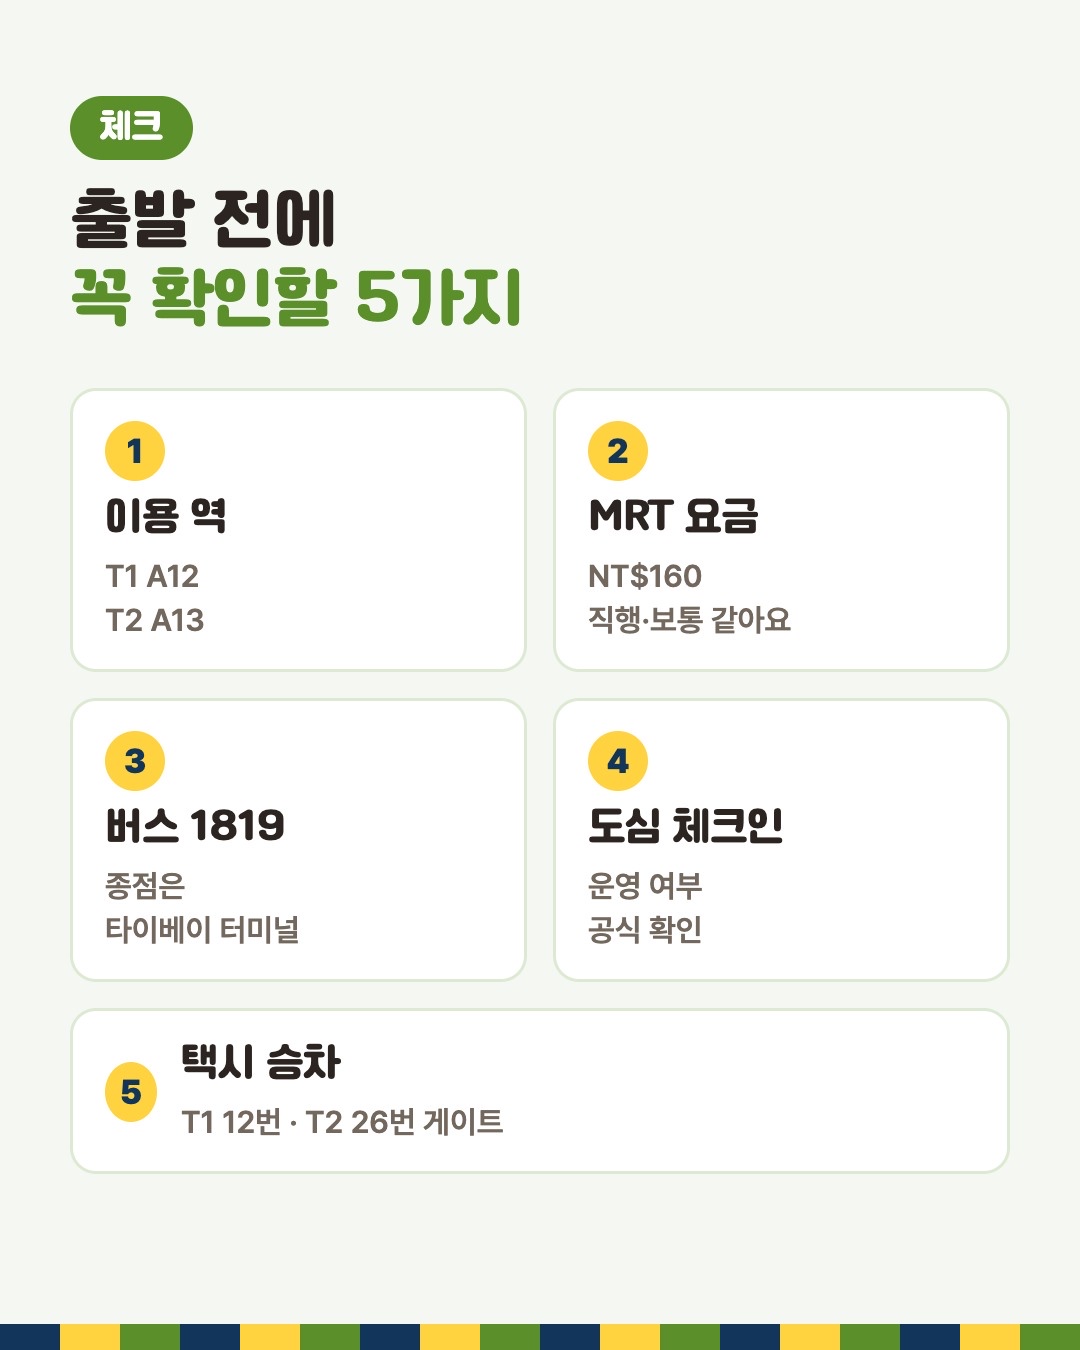 체크
출발 전에
꼭 확인할 5가지
1
이용 역
T1 A12
T2 A13
2
MRT 요금
NT$160
직행·보통 같아요
3
버스 1819
종점은
타이베이 터미널
4
도심 체크인
운영 여부
공식 확인
5
택시 승차
T1 12번 · T2 26번 게이트